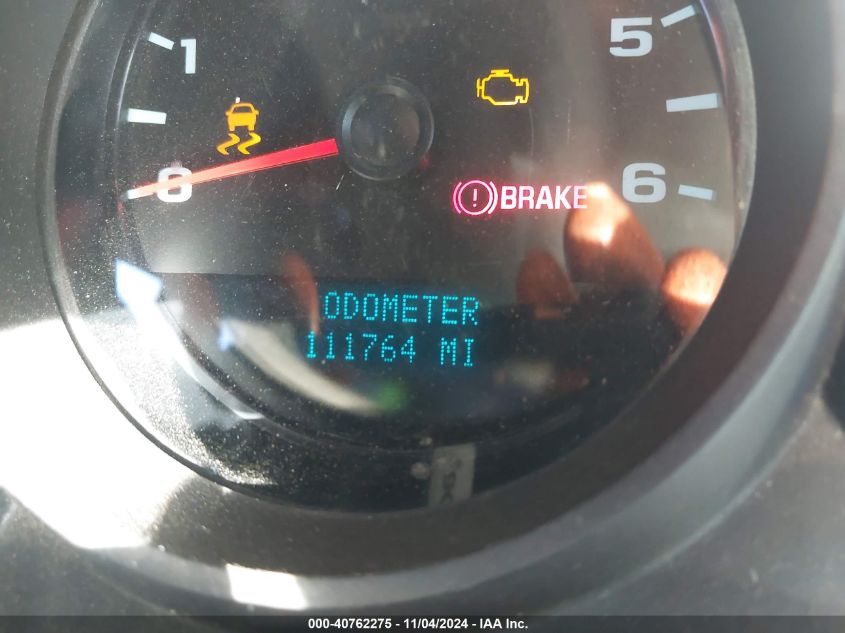 1
5
0
6
BRAKE
ODOMETER
111764 MI
000-40762275 - 11/04/2024 - IAA Inc.